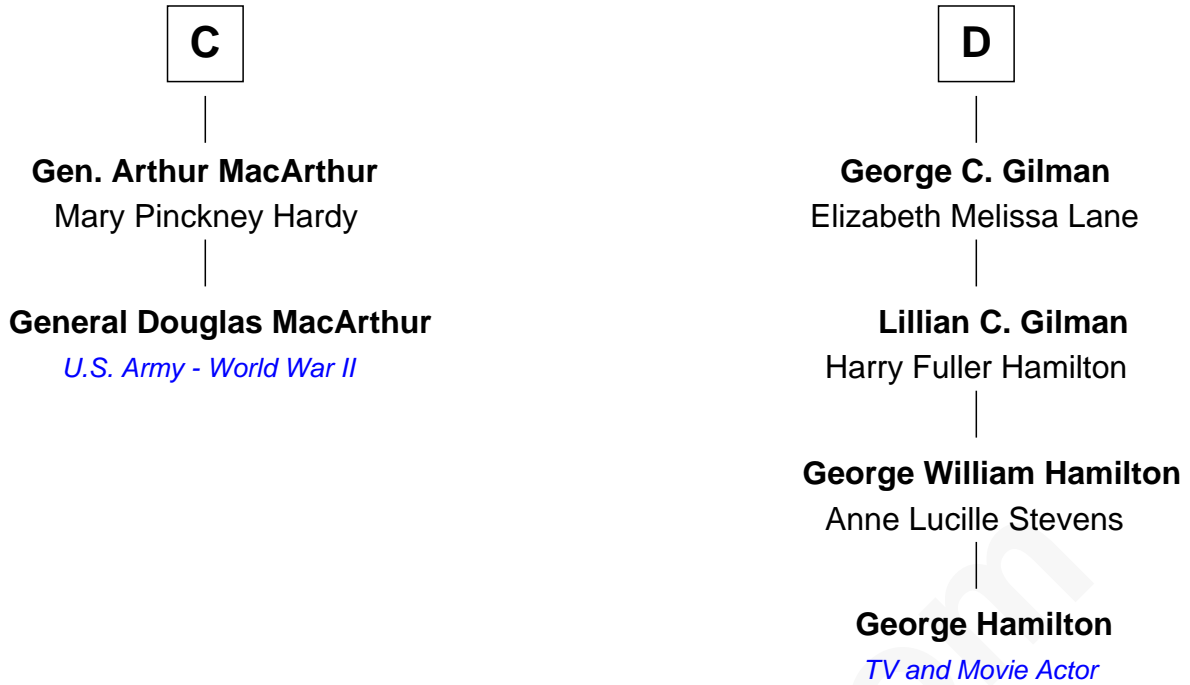 C
Gen. Arthur MacArthur
Mary Pinckney Hardy
General Douglas MacArthur
U.S. Army - World War II
D
George C. Gilman
Elizabeth Melissa Lane
Lillian C. Gilman
Harry Fuller Hamilton
George William Hamilton
Anne Lucille Stevens
George Hamilton
TV and Movie Actor